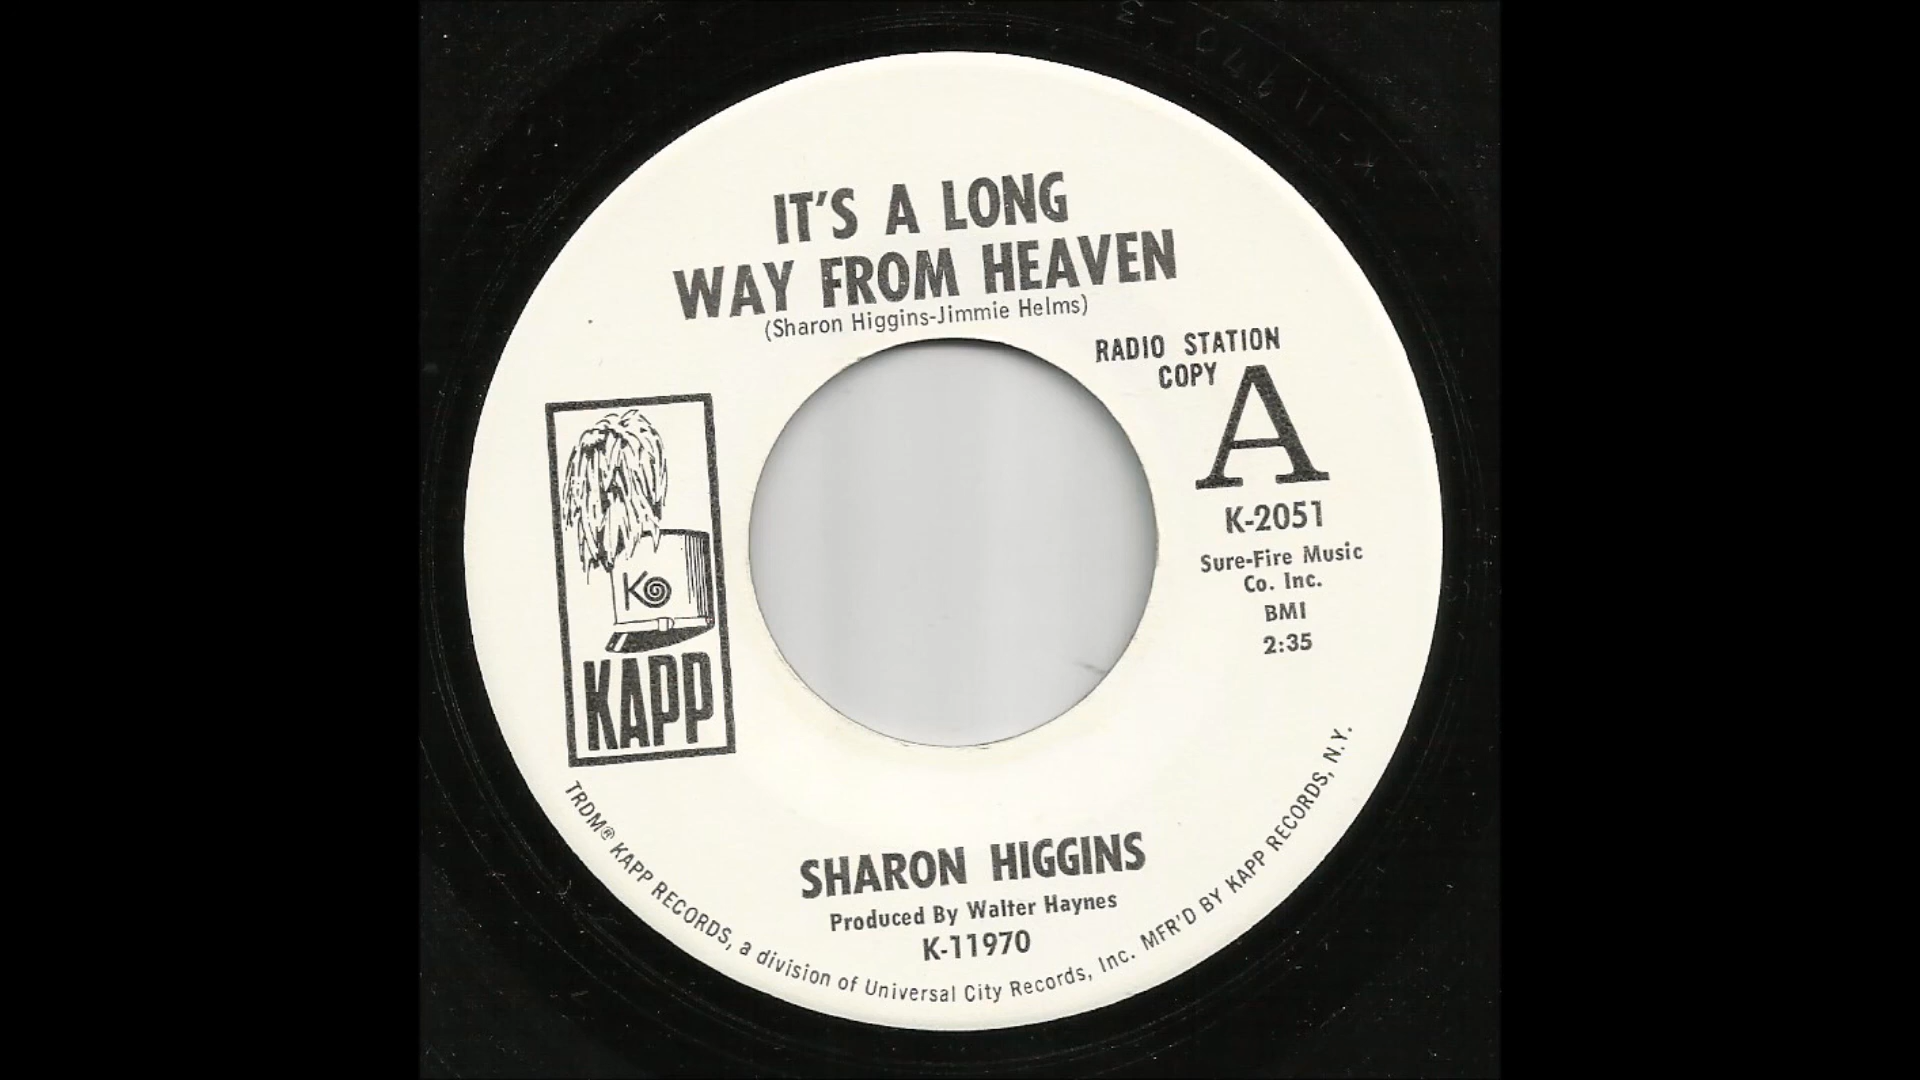 IT'S A LONG
WAY FROM HEAVEN
(Sharon Higgins-Jimmie Helms)
RADIO STATION
COPY
A
K-2051
Sure-Fire Music
Co. Inc.
BMI
2:35
K
KAPP
SHARON HIGGINS
Produced By Walter Haynes
K-11970
TRDM® KAPP RECORDS, a division of Universal City Records, Inc. MFR'D BY KAPP RECORDS, N.Y.